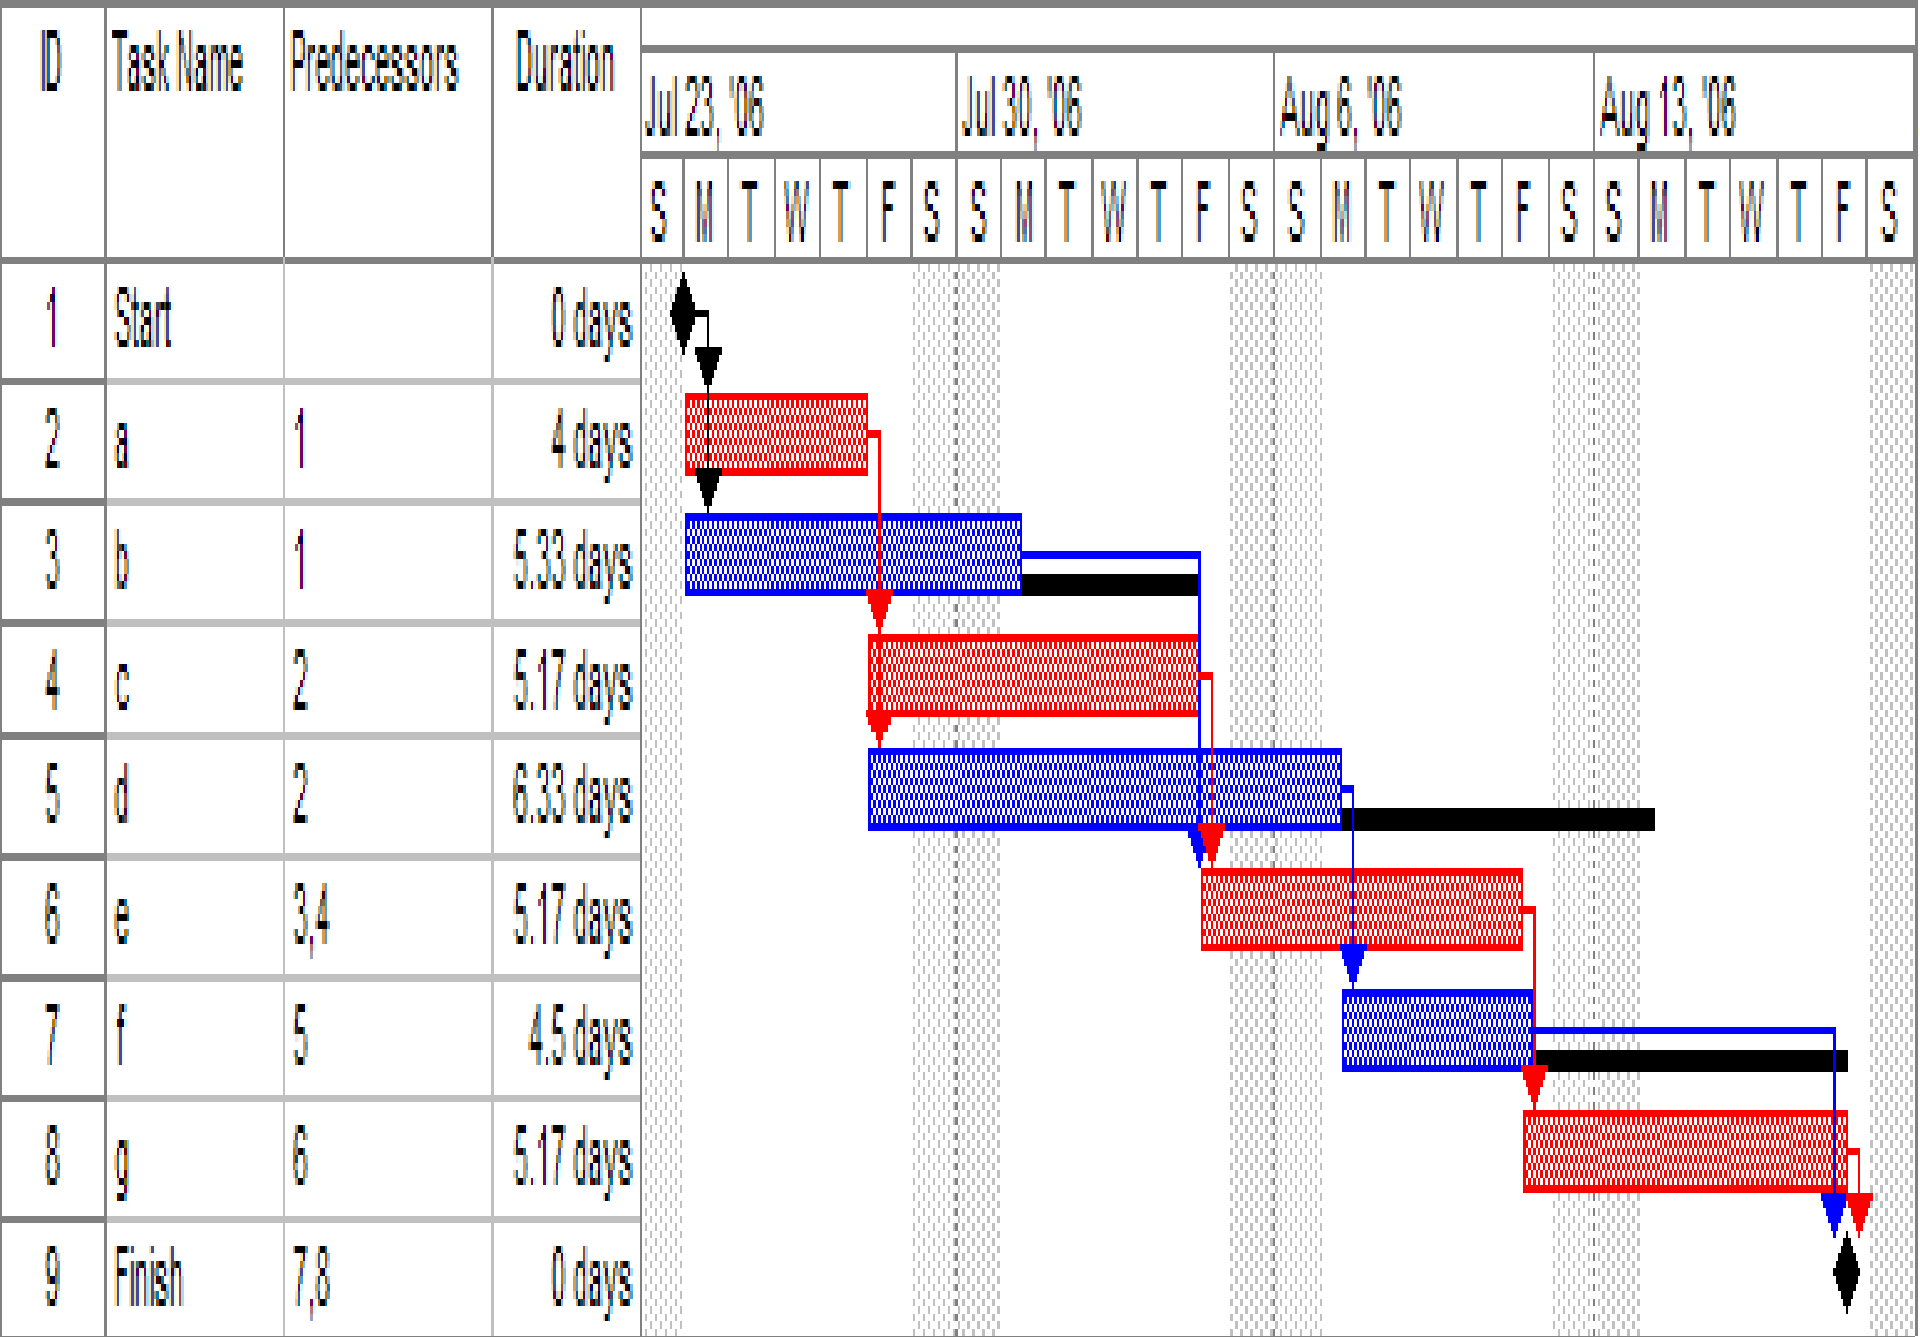 ID Task Name Predecessors Duration
Jul 23, '06 Jul 30, '06 Aug 6, '06 Aug 13, '06
S M T W T F S S M T W T F S S M T W T F S S M T W T F S
1 Start 0 days
2 a 1 4 days
3 b 1 5.33 days
4 c 2 5.17 days
5 d 2 6.33 days
6 e 3,4 5.17 days
7 f 5 4.5 days
8 g 6 5.17 days
9 Finish 7,8 0 days